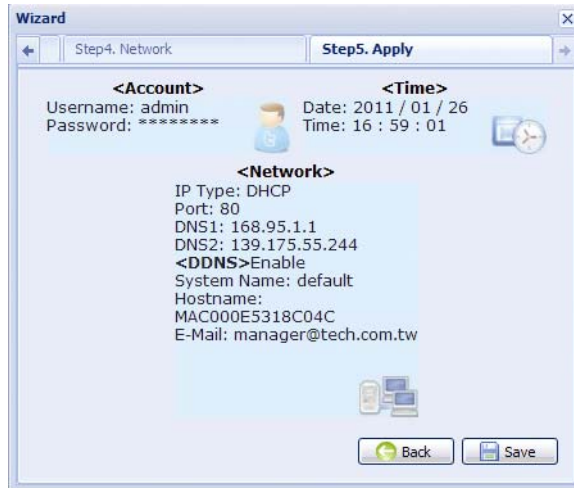 Wizard
Step4. Network
Step5. Apply
<Account>
Username: admin
Password: ********
<Time>
Date: 2011 / 01 / 26
Time: 16 : 59 : 01
<Network>
IP Type: DHCP
Port: 80
DNS1: 168.95.1.1
DNS2: 139.175.55.244
<DDNS>Enable
System Name: default
Hostname:
MAC000E5318C04C
E-Mail: manager@tech.com.tw
Back
Save